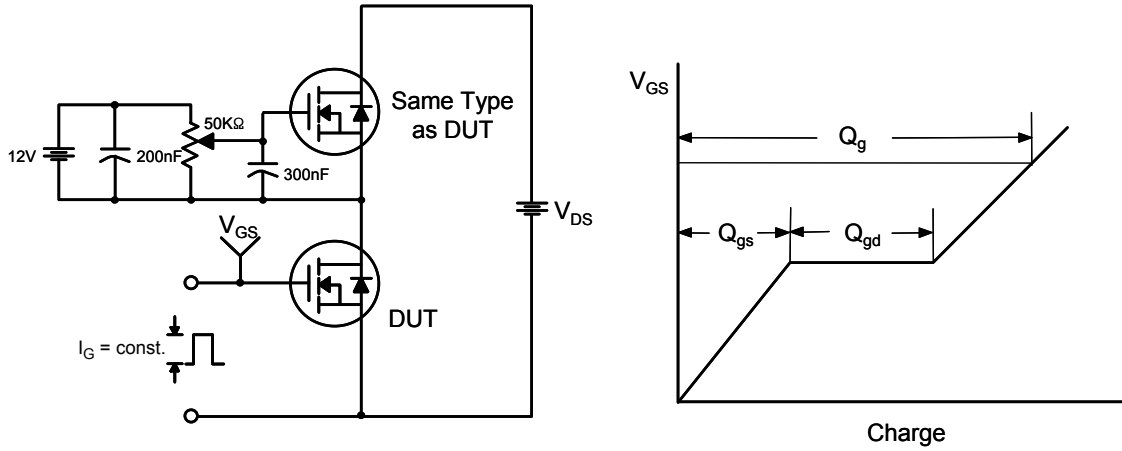 Same Type
as DUT
50KΩ
12V
200nF
300nF
V_GS
V_DS
DUT
I_G = const.
V_GS
Q_g
Q_gs
Q_gd
Charge